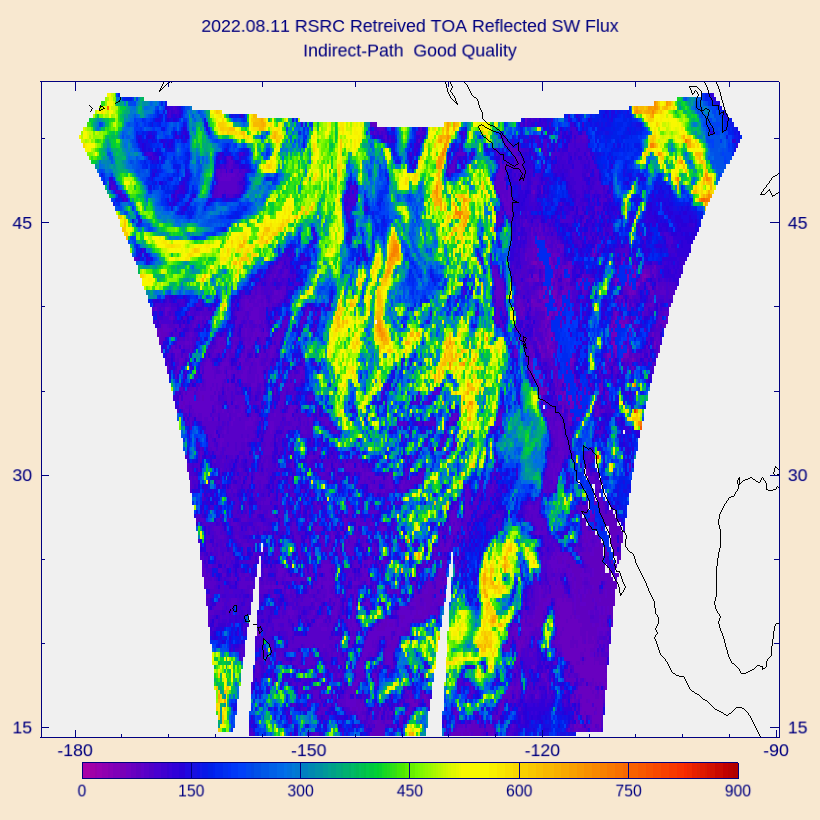 2022.08.11 RSRC Retreived TOA Reflected SW Flux
Indirect-Path  Good Quality
45 45
30 30
15 15
-180 -150 -120 -90
0 150 300 450 600 750 900